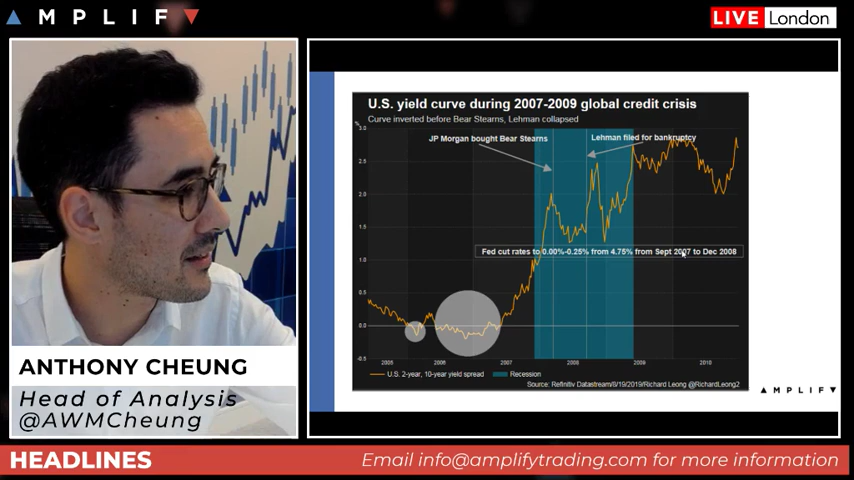 AMPLIFY
LIVE London
U.S. yield curve during 2007-2009 global credit crisis
Curve inverted before Bear Stearns, Lehman collapsed
%
3.0
JP Morgan bought Bear Stearns
Lehman filed for bankruptcy
2.5
2.0
1.5
Fed cut rates to 0.00%-0.25% from 4.75% from Sept 2007 to Dec 2008
1.0
0.5
0.0
-0.5
2005 2006 2007 2008 2009 2010
U.S. 2-year, 10-year yield spread
Recession
Source: Refinitiv Datastream/8/19/2019/Richard Leong @RichardLeong2
AMPLIFY
ANTHONY CHEUNG
Head of Analysis
@AWMCheung
HEADLINES
Email info@amplifytrading.com for more information